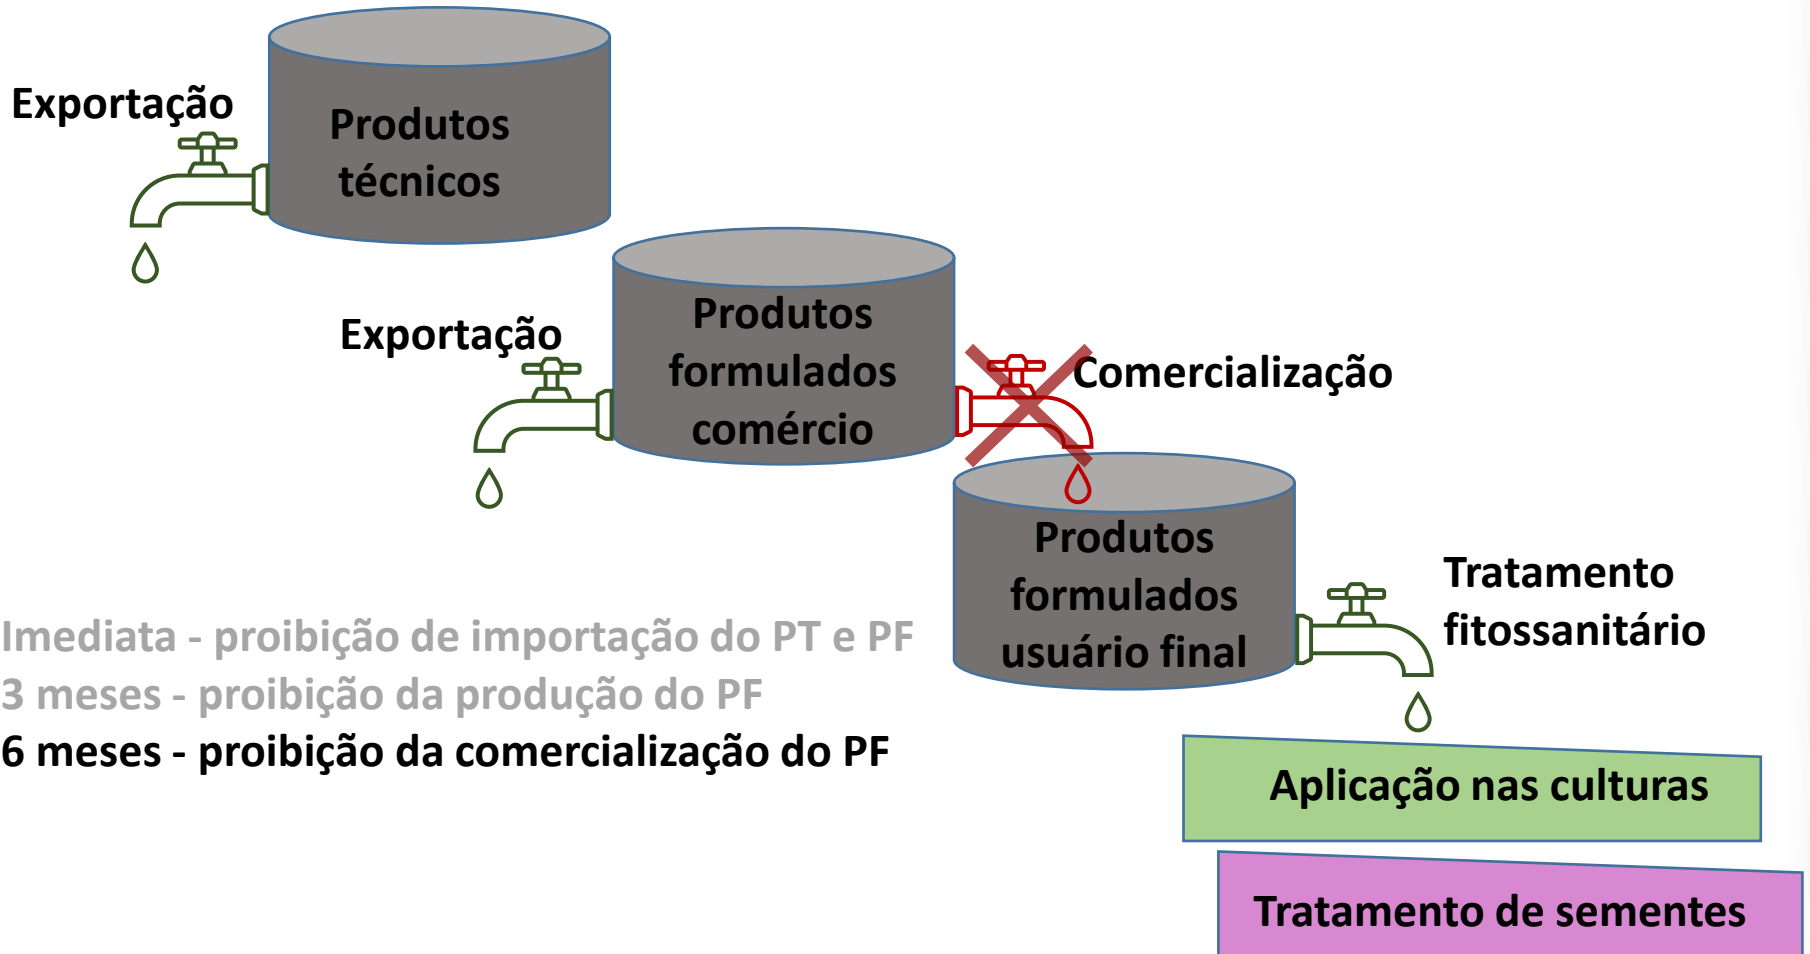 Exportação
Produtos
técnicos
Exportação
Produtos
formulados
comércio
Comercialização
Produtos
formulados
usuário final
Tratamento
fitossanitário
Imediata - proibição de importação do PT e PF
3 meses - proibição da produção do PF
6 meses - proibição da comercialização do PF
Aplicação nas culturas
Tratamento de sementes